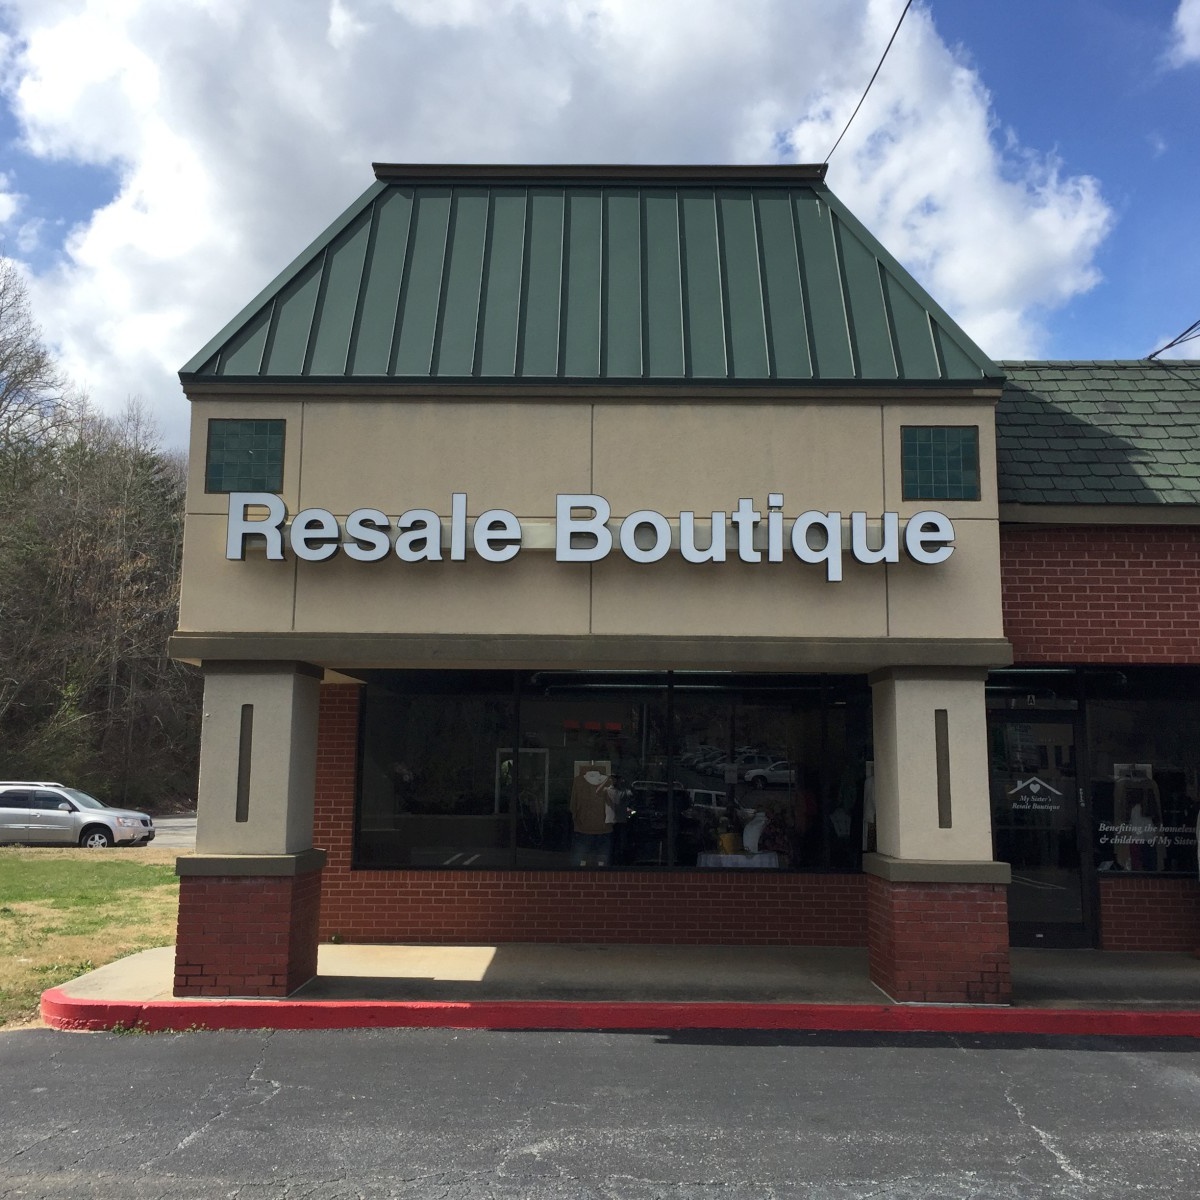 Resale Boutique
A
My Sister's
Resale Boutique
Benefiting the homeless
& children of My Sister